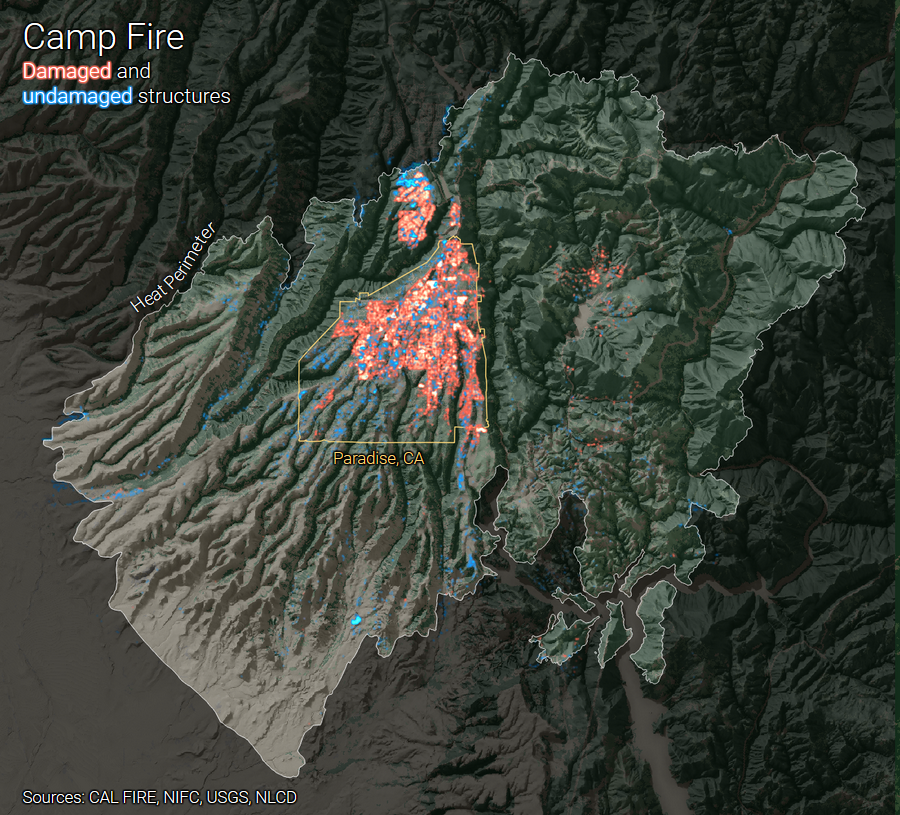 Camp Fire
Damaged and
undamaged structures
Heat Perimeter
Paradise, CA
Sources: CAL FIRE, NIFC, USGS, NLCD